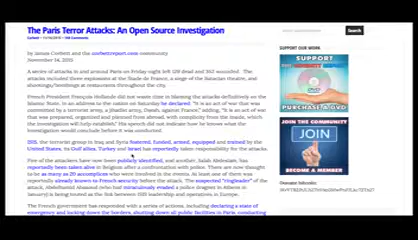 The Paris Terror Attacks: An Open Source Investigation
Search
Corbett • 11/14/2015 • 108 Comments
by James Corbett and the corbettreport.com community
November 14, 2015
A series of attacks in and around Paris on Friday night left 129 dead and 352 wounded. The
attacks included three explosions at the Stade de France, a siege of the Bataclan theatre, and
shootings/bombings at restaurants throughout the city.
French President François Hollande did not waste time in blaming the attacks definitively on the
Islamic State. In an address to the nation on Saturday he declared: "It is an act of war that was
committed by a terrorist army, a jihadist army, Daesh, against France," adding, "It is an act of war
that was prepared, organized and planned from abroad, with complicity from the inside, which
the investigation will help establish." His speech did not indicate how he knows what the
investigation would conclude before it was conducted.
ISIS, the terrorist group in Iraq and Syria fostered, funded, armed, equipped and trained by the
United States, its Gulf allies, Turkey and Israel has reportedly taken responsibility for the attacks.
Five of the attackers have now been publicly identified, and another, Salah Abdeslam, has
reportedly been taken alive in Belgium after a confrontation with police. There are now thought
to be as many as 20 accomplices who were involved in the events. At least one of them was
reportedly already known to French security before the attack. The suspected "ringleader" of the
attack, Abdelhamid Abaaoud (who had miraculously evaded a police dragnet in Athens in
January) is being touted as the link between ISIS leadership and operations in Europe.
The French government has responded with a series of actions, including declaring a state of
emergency and locking down the borders, shutting down all public facilities in Paris, conducting
SUPPORT OUR WORK
SUPPORT
PURCHASE A DVD
JOIN
BECOME A MEMBER